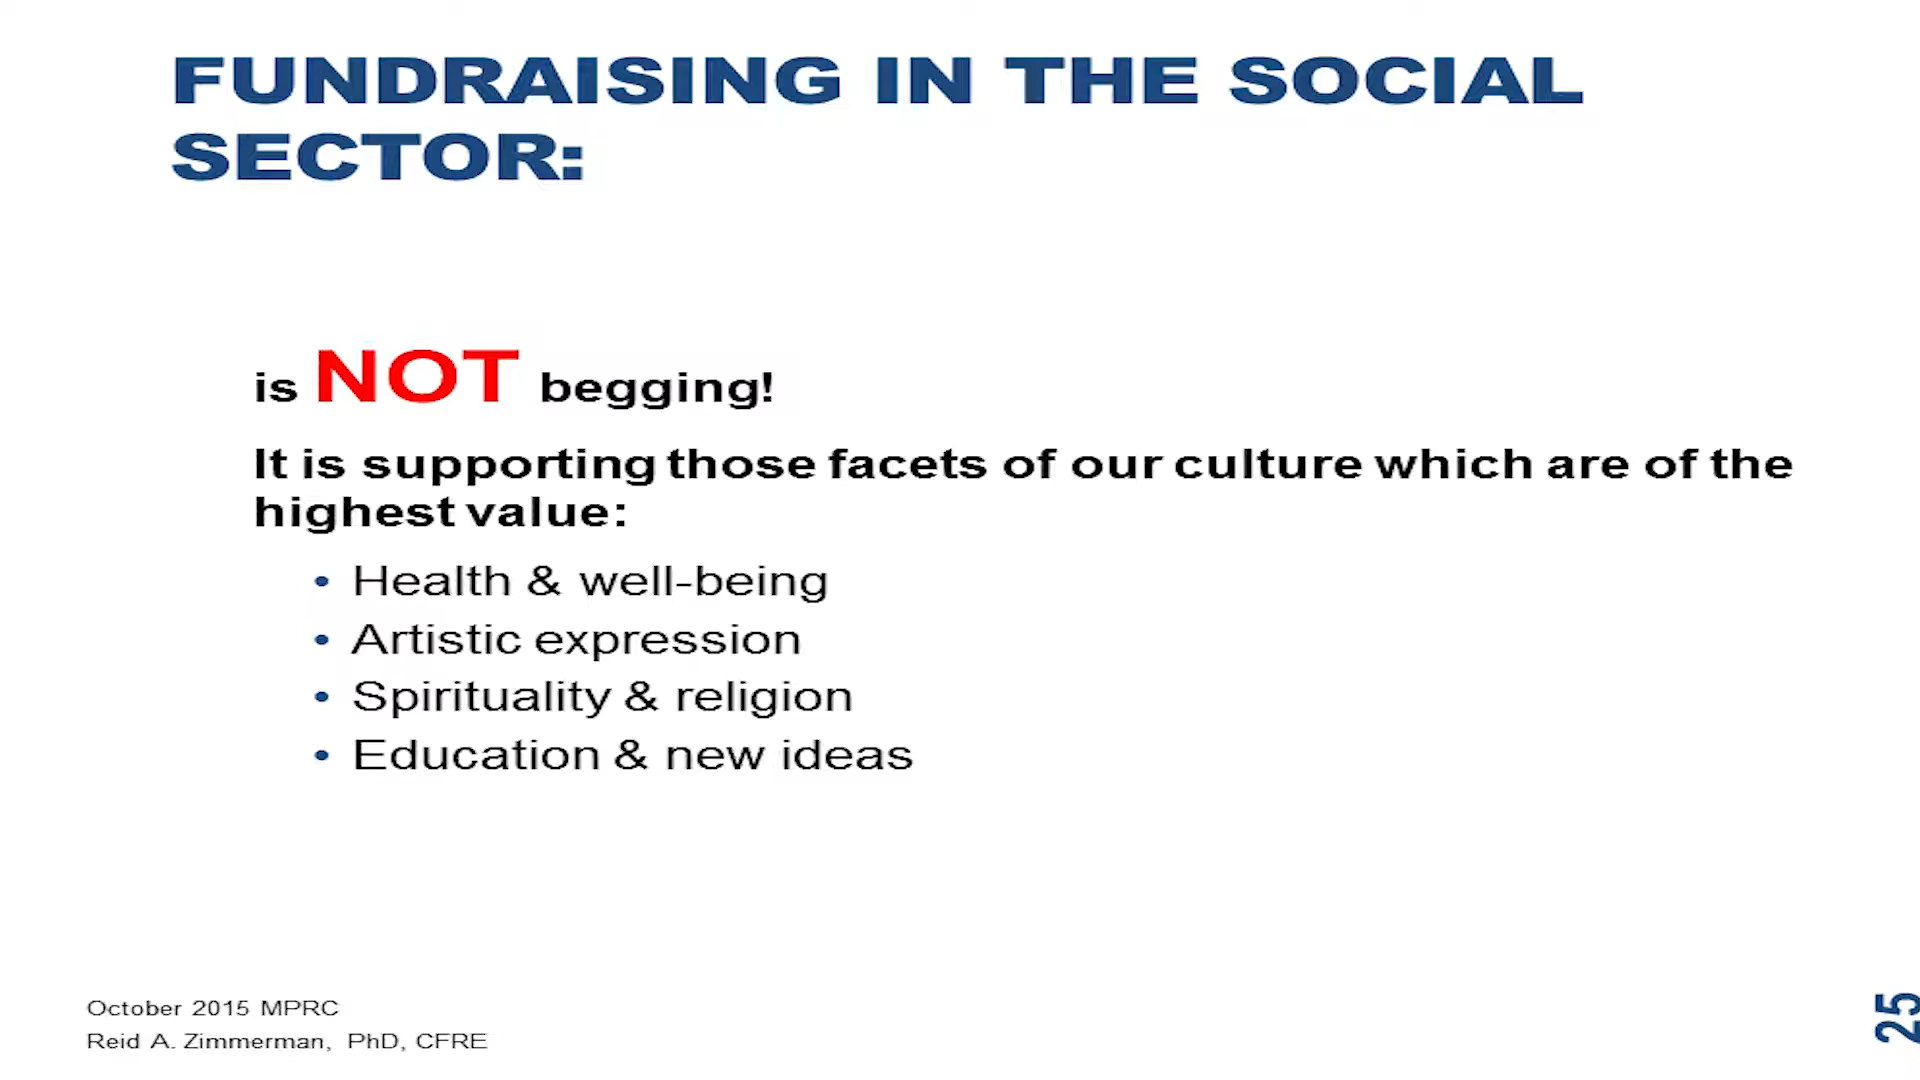 FUNDRAISING IN THE SOCIAL
SECTOR:
is NOT begging!
It is supporting those facets of our culture which are of the
highest value:
• Health & well-being
• Artistic expression
• Spirituality & religion
• Education & new ideas
October 2015 MPRC
Reid A. Zimmerman, PhD, CFRE
25